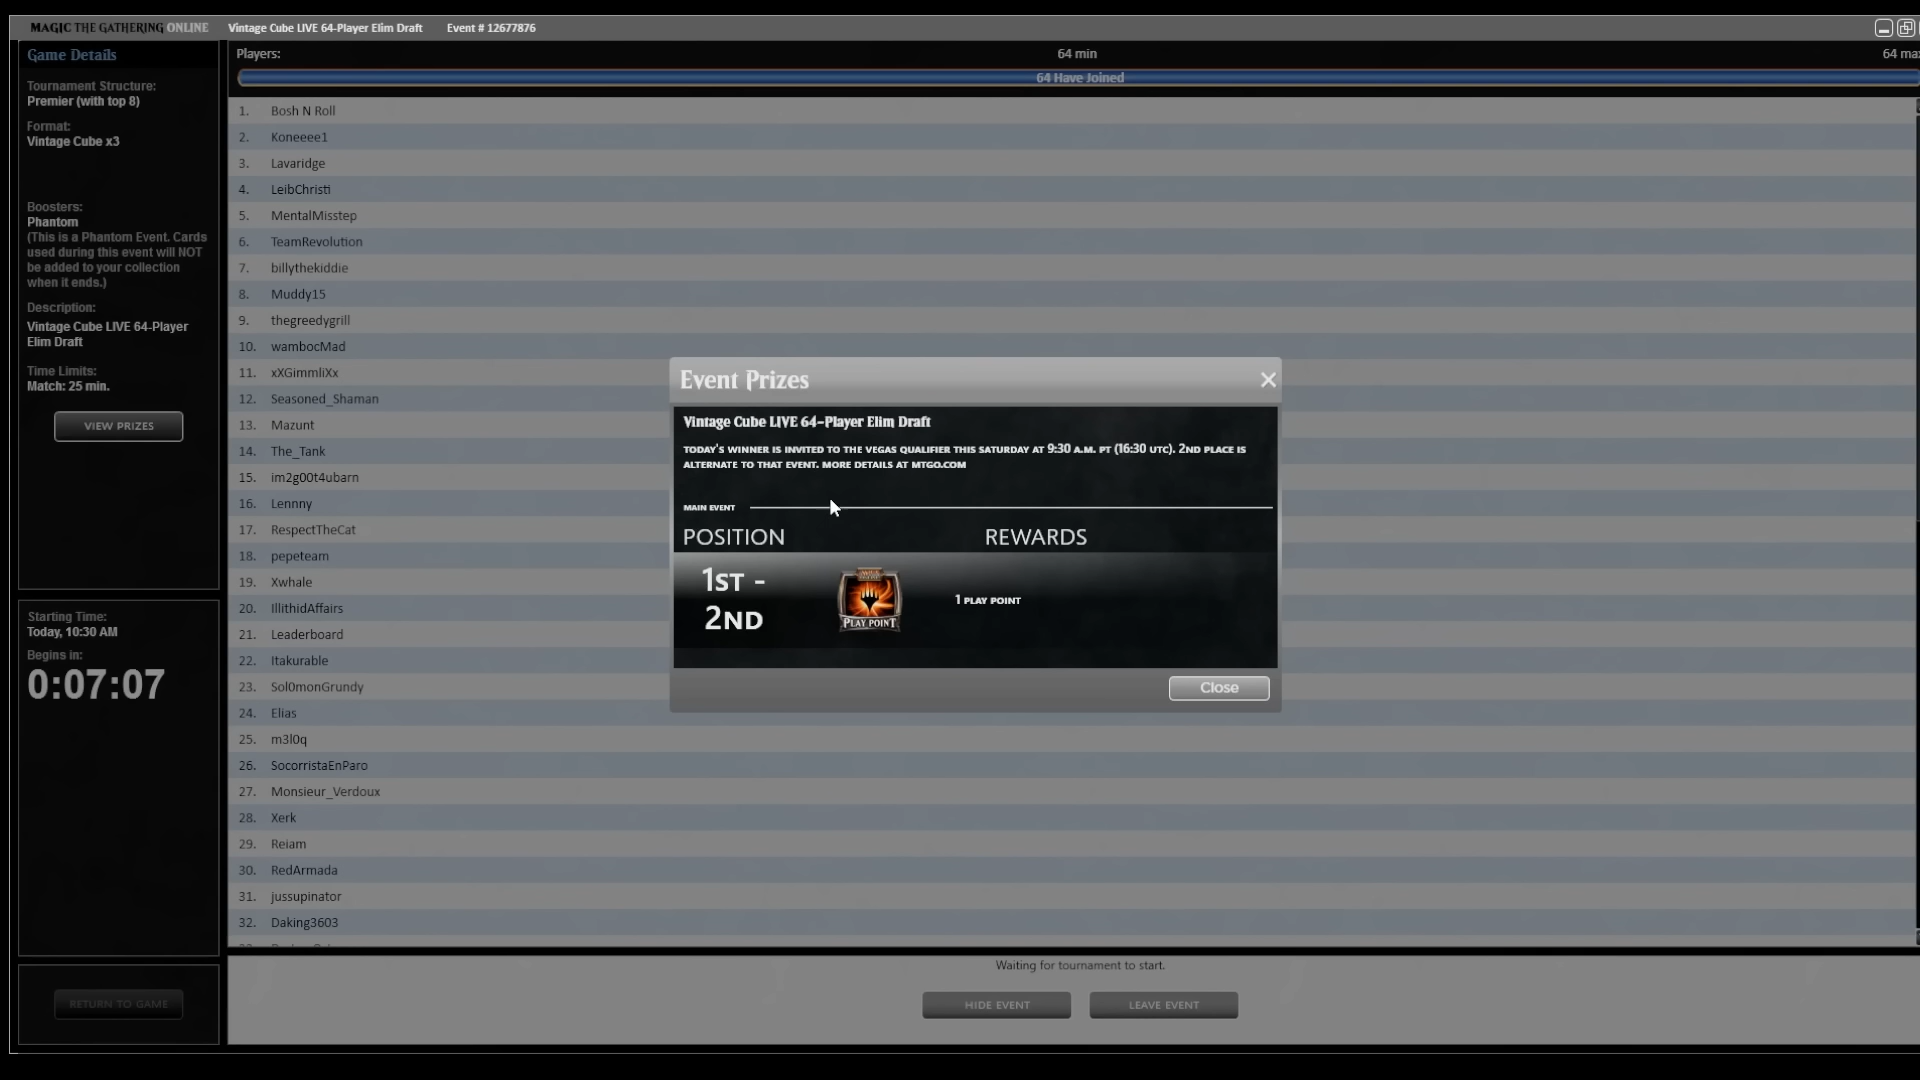 MAGIC THE GATHERING ONLINE
Vintage Cube LIVE 64-Player Elim Draft
Event # 12677876
Game Details
Tournament Structure:
Premier (with top 8)
Format:
Vintage Cube x3
Boosters:
Phantom
(This is a Phantom Event. Cards
used during this event will NOT
be added to your collection
when it ends.)
Description:
Vintage Cube LIVE 64-Player
Elim Draft
Time Limits:
Match: 25 min.
VIEW PRIZES
Starting Time:
Today, 10:30 AM
Begins in:
0:07:07
RETURN TO GAME
Players:
64 min
64 max
64 Have Joined
1. Bosh N Roll
2. Koneeee1
3. Lavaridge
4. LeibChristi
5. MentalMisstep
6. TeamRevolution
7. billythekiddie
8. Muddy15
9. thegreedygrill
10. wambocMad
11. xXGimmliXx
12. Seasoned_Shaman
13. Mazunt
14. The_Tank
15. im2g00t4ubarn
16. Lennny
17. RespectTheCat
18. pepeteam
19. Xwhale
20. IllithidAffairs
21. Leaderboard
22. Itakurable
23. Sol0monGrundy
24. Elias
25. m3l0q
26. SocorristaEnParo
27. Monsieur_Verdoux
28. Xerk
29. Reiam
30. RedArmada
31. jussupinator
32. Daking3603
Event Prizes
Vintage Cube LIVE 64-Player Elim Draft
TODAY'S WINNER IS INVITED TO THE VEGAS QUALIFIER THIS SATURDAY AT 9:30 A.M. PT (16:30 UTC). 2ND PLACE IS
ALTERNATE TO THAT EVENT. MORE DETAILS AT MTGO.COM
MAIN EVENT
POSITION
REWARDS
1ST -
2ND
PLAY POINT
1 PLAY POINT
Close
Waiting for tournament to start.
HIDE EVENT
LEAVE EVENT